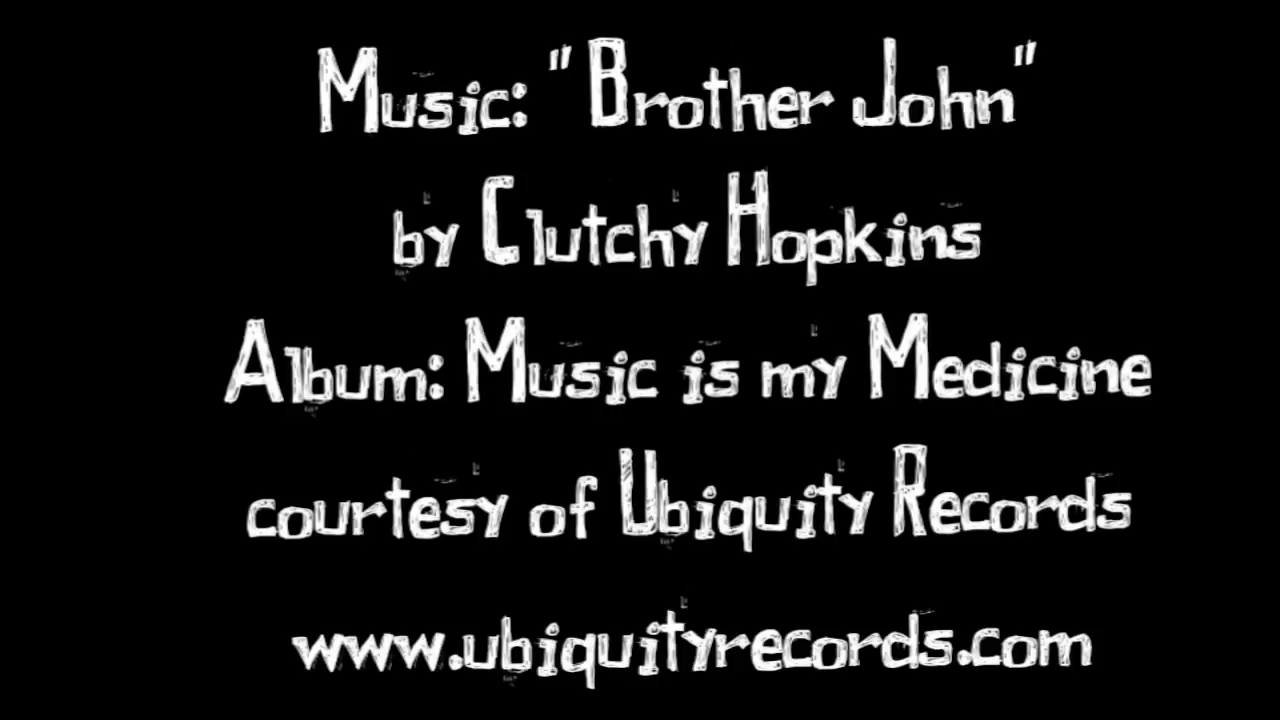 Music: "Brother John"
by Clutchy Hopkins
Album: Music is my Medicine
courtesy of Ubiquity Records
www.ubiquityrecords.com